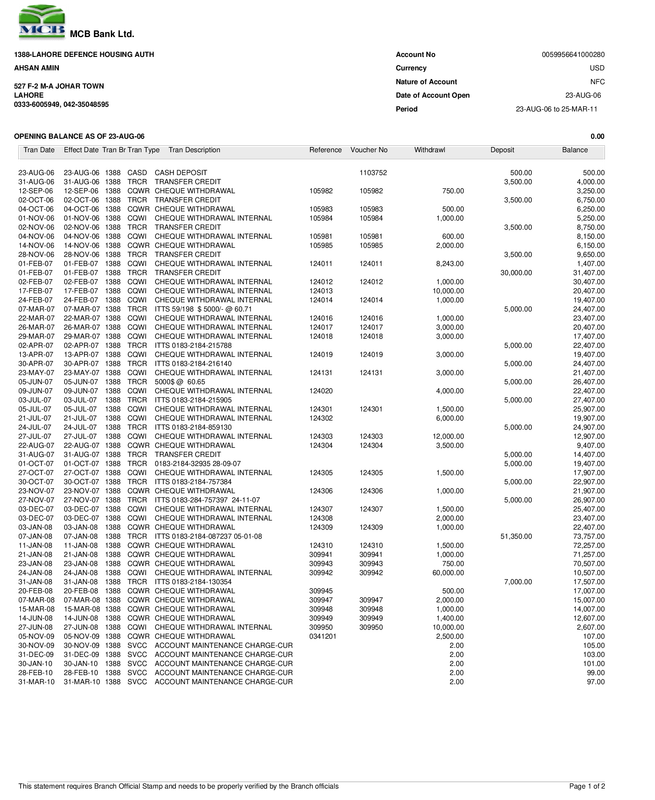 MCB MCB Bank Ltd.
1388-LAHORE DEFENCE HOUSING AUTH
Account No 0059956641000280
AHSAN AMIN
Currency USD
Nature of Account NFC
527 F-2 M-A JOHAR TOWN
LAHORE
Date of Account Open 23-AUG-06
0333-6005949, 042-35048595
Period 23-AUG-06 to 25-MAR-11
OPENING BALANCE AS OF 23-AUG-06 0.00
Tran Date Effect Date Tran Br Tran Type Tran Description Reference Voucher No Withdrawl Deposit Balance
23-AUG-06 23-AUG-06 1388 CASD CASH DEPOSIT 1103752 500.00 500.00
31-AUG-06 31-AUG-06 1388 TRCR TRANSFER CREDIT 3,500.00 4,000.00
12-SEP-06 12-SEP-06 1388 CQWR CHEQUE WITHDRAWAL 105982 105982 750.00 3,250.00
02-OCT-06 02-OCT-06 1388 TRCR TRANSFER CREDIT 3,500.00 6,750.00
04-OCT-06 04-OCT-06 1388 CQWR CHEQUE WITHDRAWAL 105983 105983 500.00 6,250.00
01-NOV-06 01-NOV-06 1388 CQWI CHEQUE WITHDRAWAL INTERNAL 105984 105984 1,000.00 5,250.00
02-NOV-06 02-NOV-06 1388 TRCR TRANSFER CREDIT 3,500.00 8,750.00
04-NOV-06 04-NOV-06 1388 CQWI CHEQUE WITHDRAWAL INTERNAL 105981 105981 600.00 8,150.00
14-NOV-06 14-NOV-06 1388 CQWR CHEQUE WITHDRAWAL 105985 105985 2,000.00 6,150.00
28-NOV-06 28-NOV-06 1388 TRCR TRANSFER CREDIT 3,500.00 9,650.00
01-FEB-07 01-FEB-07 1388 CQWI CHEQUE WITHDRAWAL INTERNAL 124011 124011 8,243.00 1,407.00
01-FEB-07 01-FEB-07 1388 TRCR TRANSFER CREDIT 30,000.00 31,407.00
02-FEB-07 02-FEB-07 1388 CQWI CHEQUE WITHDRAWAL INTERNAL 124012 124012 1,000.00 30,407.00
17-FEB-07 17-FEB-07 1388 CQWI CHEQUE WITHDRAWAL INTERNAL 124013 10,000.00 20,407.00
24-FEB-07 24-FEB-07 1388 CQWI CHEQUE WITHDRAWAL INTERNAL 124014 124014 1,000.00 19,407.00
07-MAR-07 07-MAR-07 1388 TRCR ITTS 59/198 $ 5000/- @ 60.71 5,000.00 24,407.00
22-MAR-07 22-MAR-07 1388 CQWI CHEQUE WITHDRAWAL INTERNAL 124016 124016 1,000.00 23,407.00
26-MAR-07 26-MAR-07 1388 CQWI CHEQUE WITHDRAWAL INTERNAL 124017 124017 3,000.00 20,407.00
29-MAR-07 29-MAR-07 1388 CQWI CHEQUE WITHDRAWAL INTERNAL 124018 124018 3,000.00 17,407.00
02-APR-07 02-APR-07 1388 TRCR ITTS 0183-2184-215788 5,000.00 22,407.00
13-APR-07 13-APR-07 1388 CQWI CHEQUE WITHDRAWAL INTERNAL 124019 124019 3,000.00 19,407.00
30-APR-07 30-APR-07 1388 TRCR ITTS 0183-2184-216140 5,000.00 24,407.00
23-MAY-07 23-MAY-07 1388 CQWI CHEQUE WITHDRAWAL INTERNAL 124131 124131 3,000.00 21,407.00
05-JUN-07 05-JUN-07 1388 TRCR 5000$ @ 60.65 5,000.00 26,407.00
09-JUN-07 09-JUN-07 1388 CQWI CHEQUE WITHDRAWAL INTERNAL 124020 4,000.00 22,407.00
03-JUL-07 03-JUL-07 1388 TRCR ITTS 0183-2184-215905 5,000.00 27,407.00
05-JUL-07 05-JUL-07 1388 CQWI CHEQUE WITHDRAWAL INTERNAL 124301 124301 1,500.00 25,907.00
21-JUL-07 21-JUL-07 1388 CQWI CHEQUE WITHDRAWAL INTERNAL 124302 6,000.00 19,907.00
24-JUL-07 24-JUL-07 1388 TRCR ITTS 0183-2184-859130 5,000.00 24,907.00
27-JUL-07 27-JUL-07 1388 CQWI CHEQUE WITHDRAWAL INTERNAL 124303 124303 12,000.00 12,907.00
22-AUG-07 22-AUG-07 1388 CQWR CHEQUE WITHDRAWAL 124304 124304 3,500.00 9,407.00
31-AUG-07 31-AUG-07 1388 TRCR TRANSFER CREDIT 5,000.00 14,407.00
01-OCT-07 01-OCT-07 1388 TRCR 0183-2184-32935 28-09-07 5,000.00 19,407.00
27-OCT-07 27-OCT-07 1388 CQWI CHEQUE WITHDRAWAL INTERNAL 124305 124305 1,500.00 17,907.00
30-OCT-07 30-OCT-07 1388 TRCR ITTS 0183-2184-757384 5,000.00 22,907.00
23-NOV-07 23-NOV-07 1388 CQWR CHEQUE WITHDRAWAL 124306 124306 1,000.00 21,907.00
27-NOV-07 27-NOV-07 1388 TRCR ITTS 0183-284-757397 24-11-07 5,000.00 26,907.00
03-DEC-07 03-DEC-07 1388 CQWI CHEQUE WITHDRAWAL INTERNAL 124307 124307 1,500.00 25,407.00
03-DEC-07 03-DEC-07 1388 CQWI CHEQUE WITHDRAWAL INTERNAL 124308 2,000.00 23,407.00
03-JAN-08 03-JAN-08 1388 CQWR CHEQUE WITHDRAWAL 124309 124309 1,000.00 22,407.00
07-JAN-08 07-JAN-08 1388 TRCR ITTS 0183-2184-087237 05-01-08 51,350.00 73,757.00
11-JAN-08 11-JAN-08 1388 CQWR CHEQUE WITHDRAWAL 124310 124310 1,500.00 72,257.00
21-JAN-08 21-JAN-08 1388 CQWR CHEQUE WITHDRAWAL 309941 309941 1,000.00 71,257.00
23-JAN-08 23-JAN-08 1388 CQWR CHEQUE WITHDRAWAL 309943 309943 750.00 70,507.00
24-JAN-08 24-JAN-08 1388 CQWI CHEQUE WITHDRAWAL INTERNAL 309942 309942 60,000.00 10,507.00
31-JAN-08 31-JAN-08 1388 TRCR ITTS 0183-2184-130354 7,000.00 17,507.00
20-FEB-08 20-FEB-08 1388 CQWR CHEQUE WITHDRAWAL 309945 500.00 17,007.00
07-MAR-08 07-MAR-08 1388 CQWR CHEQUE WITHDRAWAL 309947 309947 2,000.00 15,007.00
15-MAR-08 15-MAR-08 1388 CQWR CHEQUE WITHDRAWAL 309948 309948 1,000.00 14,007.00
14-JUN-08 14-JUN-08 1388 CQWR CHEQUE WITHDRAWAL 309949 309949 1,400.00 12,607.00
27-JUN-08 27-JUN-08 1388 CQWI CHEQUE WITHDRAWAL INTERNAL 309950 309950 10,000.00 2,607.00
05-NOV-09 05-NOV-09 1388 CQWR CHEQUE WITHDRAWAL 0341201 2,500.00 107.00
30-NOV-09 30-NOV-09 1388 SVCC ACCOUNT MAINTENANCE CHARGE-CUR 2.00 105.00
31-DEC-09 31-DEC-09 1388 SVCC ACCOUNT MAINTENANCE CHARGE-CUR 2.00 103.00
30-JAN-10 30-JAN-10 1388 SVCC ACCOUNT MAINTENANCE CHARGE-CUR 2.00 101.00
28-FEB-10 28-FEB-10 1388 SVCC ACCOUNT MAINTENANCE CHARGE-CUR 2.00 99.00
31-MAR-10 31-MAR-10 1388 SVCC ACCOUNT MAINTENANCE CHARGE-CUR 2.00 97.00
This statement requires Branch Official Stamp and needs to be properly verified by the Branch officials Page 1 of 2